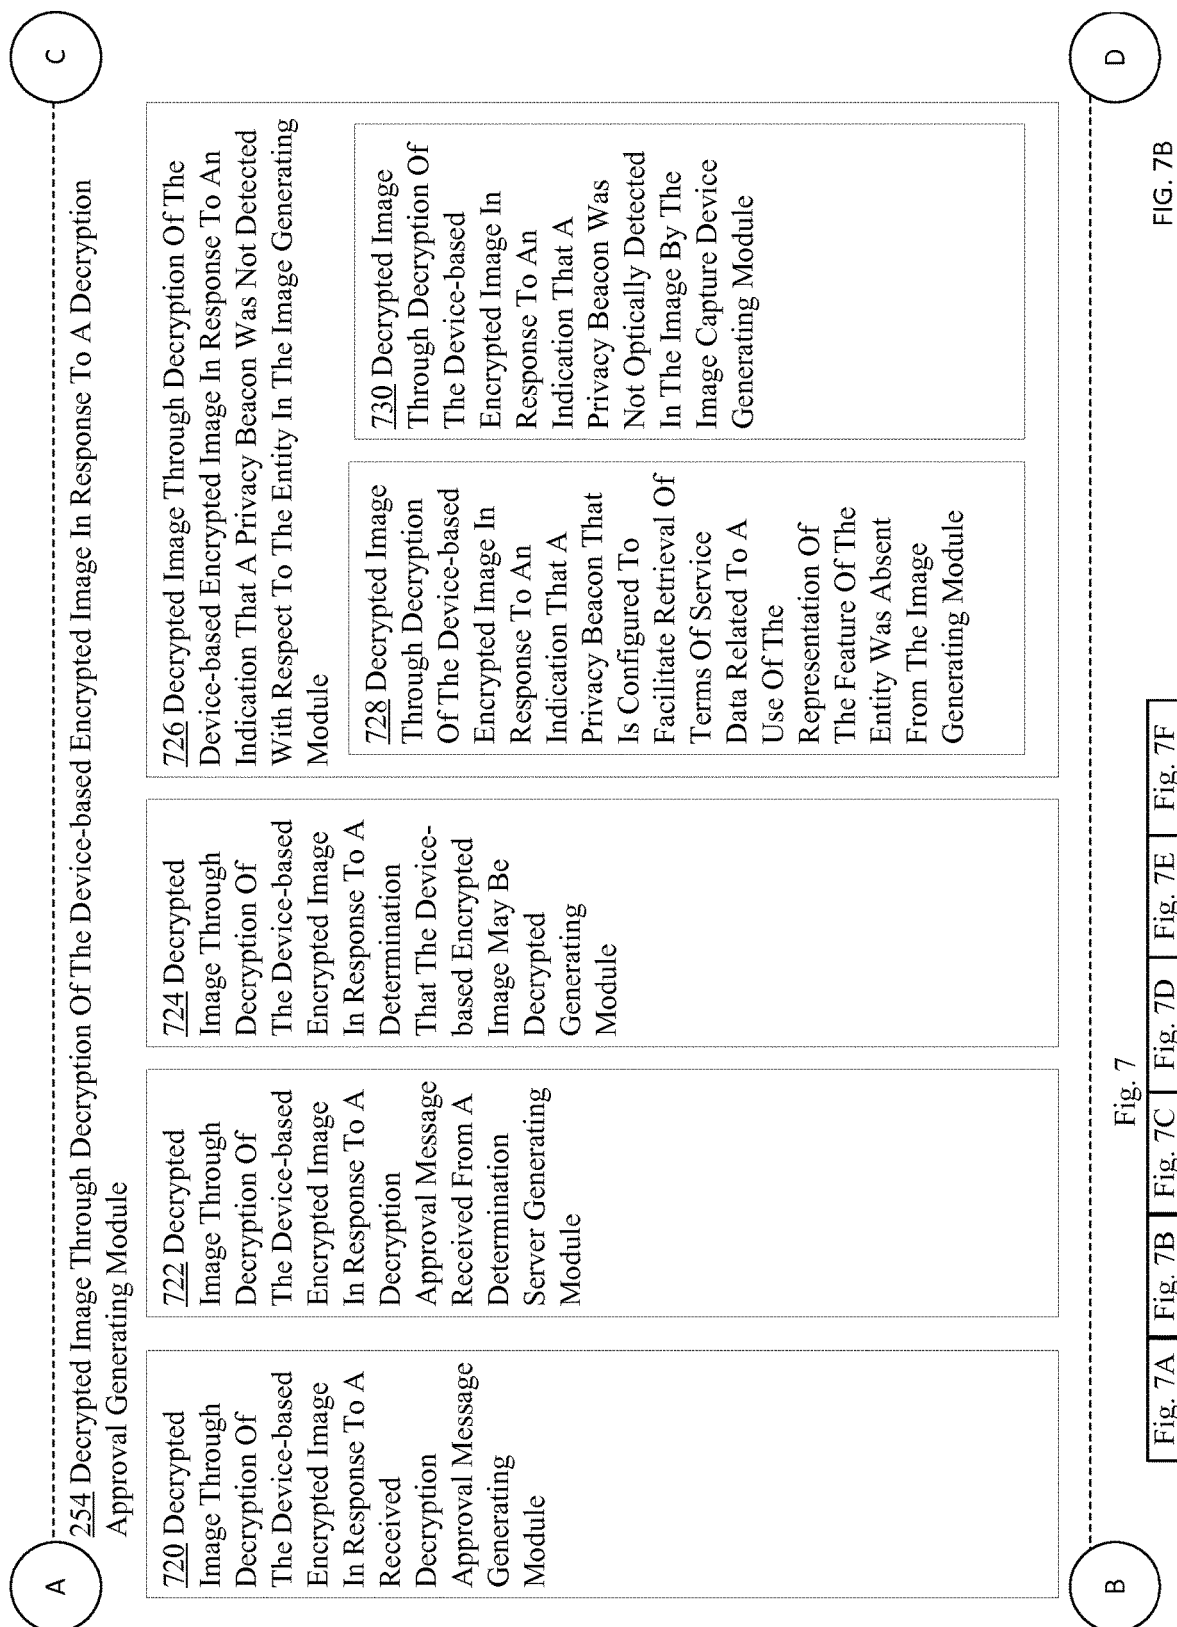 A
C
254 Decrypted Image Through Decryption Of The Device-based Encrypted Image In Response To A Decryption
Approval Generating Module
720 Decrypted
Image Through
Decryption Of
The Device-based
Encrypted Image
In Response To A
Received
Decryption
Approval Message
Generating
Module
722 Decrypted
Image Through
Decryption Of
The Device-based
Encrypted Image
In Response To A
Decryption
Approval Message
Received From A
Determination
Server Generating
Module
724 Decrypted
Image Through
Decryption Of
The Device-based
Encrypted Image
In Response To A
Determination
That The Device-
based Encrypted
Image May Be
Decrypted
Generating
Module
726 Decrypted Image Through Decryption Of The
Device-based Encrypted Image In Response To An
Indication That A Privacy Beacon Was Not Detected
With Respect To The Entity In The Image Generating
Module
728 Decrypted Image
Through Decryption
Of The Device-based
Encrypted Image In
Response To An
Indication That A
Privacy Beacon That
Is Configured To
Facilitate Retrieval Of
Terms Of Service
Data Related To A
Use Of The
Representation Of
The Feature Of The
Entity Was Absent
From The Image
Generating Module
730 Decrypted Image
Through Decryption Of
The Device-based
Encrypted Image In
Response To An
Indication That A
Privacy Beacon Was
Not Optically Detected
In The Image By The
Image Capture Device
Generating Module
B
D
Fig. 7
Fig. 7A Fig. 7B Fig. 7C Fig. 7D Fig. 7E Fig. 7F
FIG. 7B